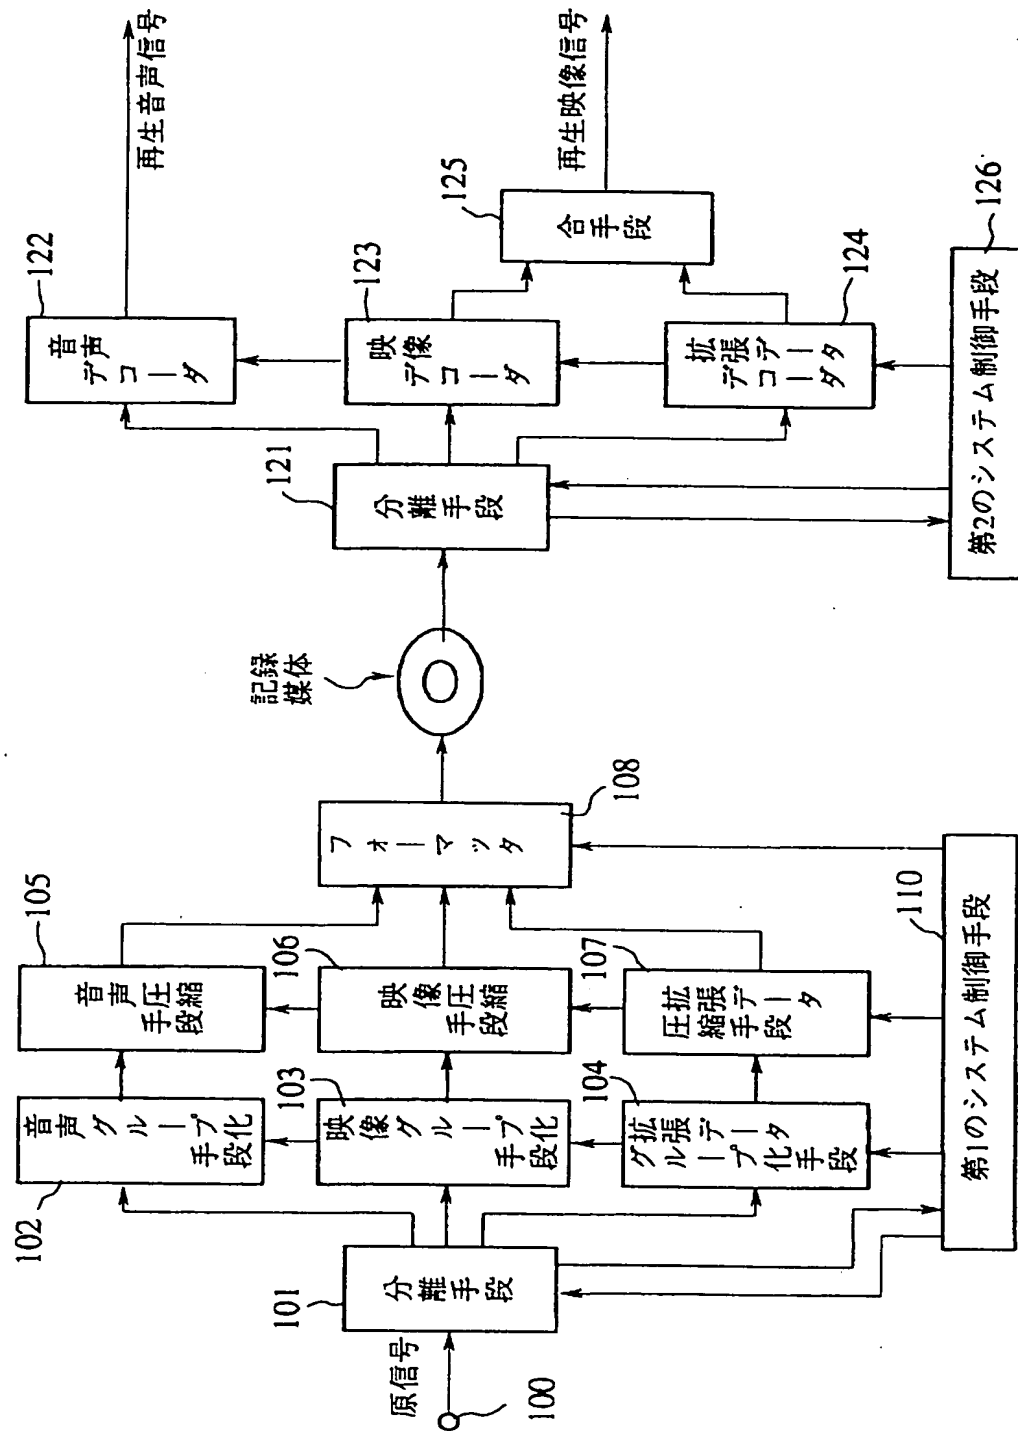 原信号
100
101
分離手段
102
音声グループ化
手段
103
映像グループ化
手段
104
拡張データ
グループ化手段
105
音声圧縮
手段
106
映像圧縮
手段
107
拡張データ
圧縮手段
108
フォーマッタ
110
第1のシステム制御手段
記録
媒体
121
分離手段
122
音声
デコーダ
123
映像
デコーダ
124
拡張データ
デコーダ
125
合手段
126
第2のシステム制御手段
再生音声信号
再生映像信号